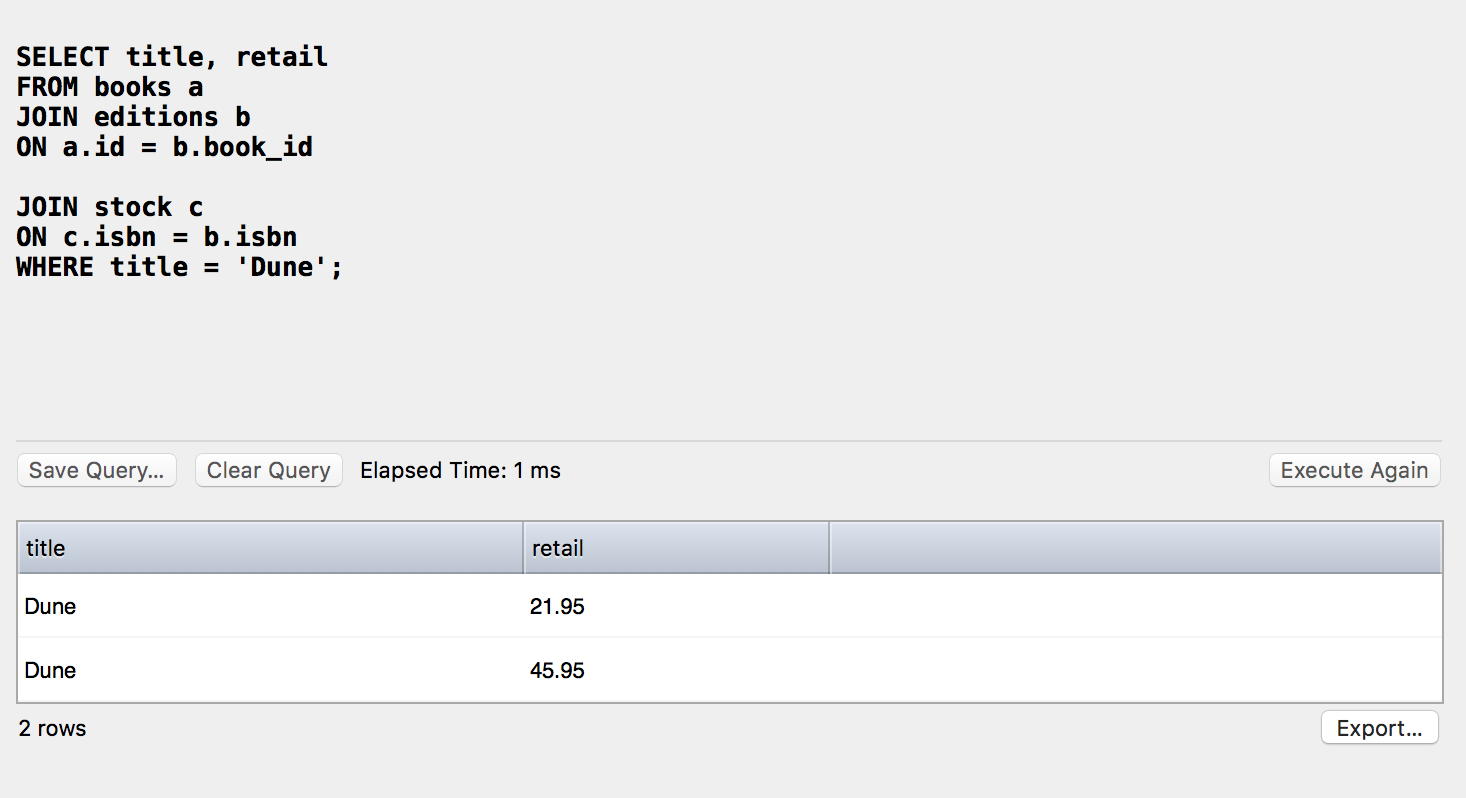 SELECT title, retail
FROM books a
JOIN editions b
ON a.id = b.book_id
JOIN stock c
ON c.isbn = b.isbn
WHERE title = 'Dune';
Save Query... Clear Query Elapsed Time: 1 ms Execute Again
title retail
Dune 21.95
Dune 45.95
2 rows Export...